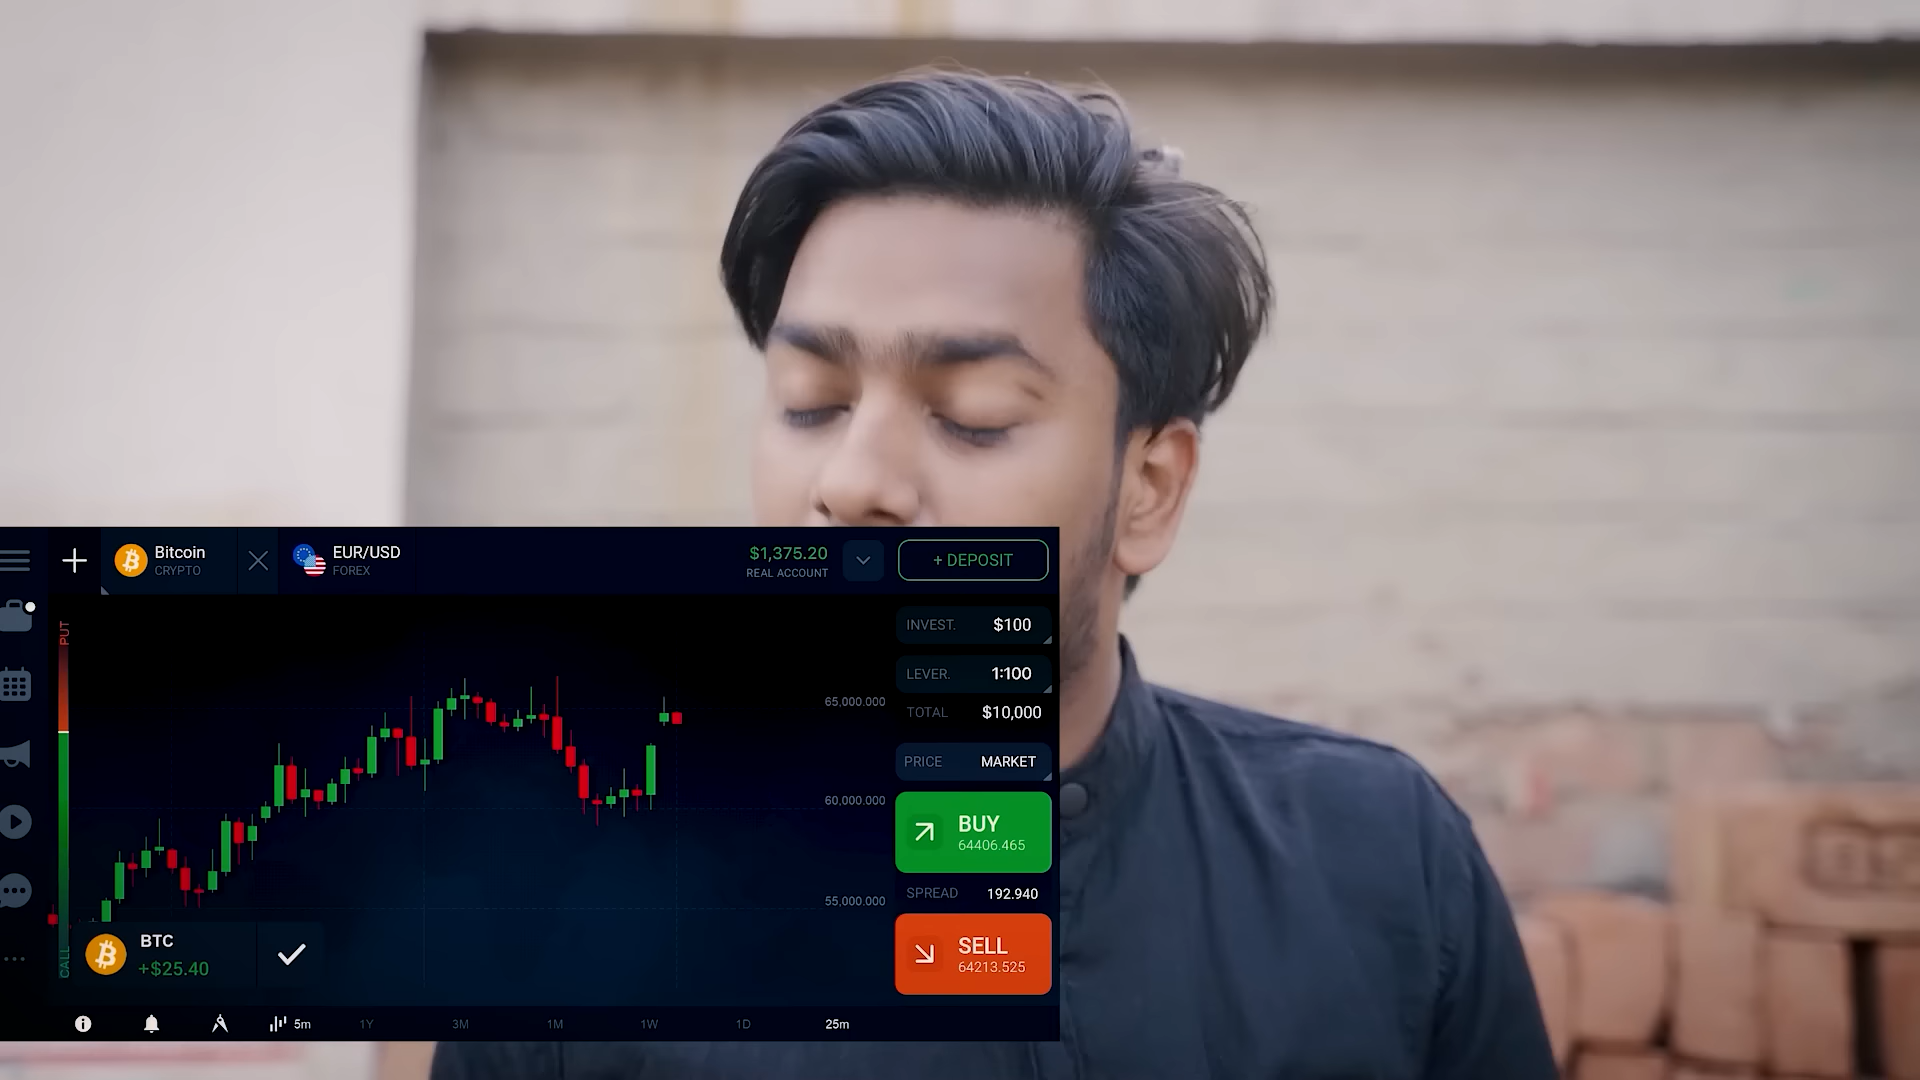 Bitcoin
CRYPTO
EUR/USD
FOREX
$1,375.20
REAL ACCOUNT
+ DEPOSIT
PUT
CALL
65,000.000
60,000.000
55,000.000
INVEST. $100
LEVER. 1:100
TOTAL $10,000
PRICE MARKET
BUY
64406.465
SPREAD 192.940
SELL
64213.525
BTC
+$25.40
5m 1Y 3M 1M 1W 1D 25m